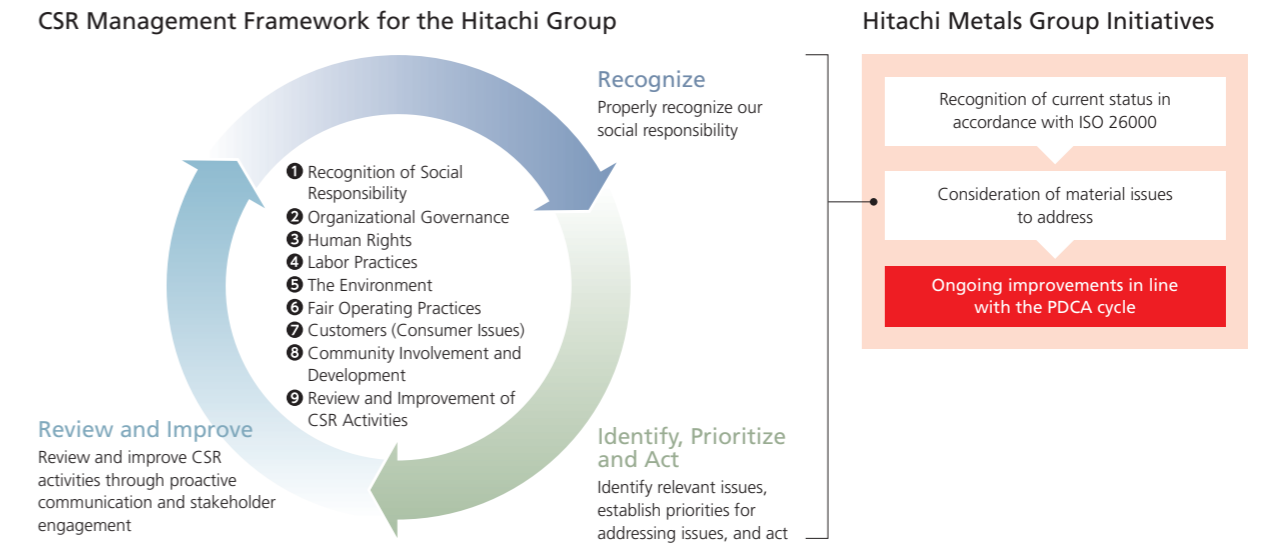 CSR Management Framework for the Hitachi Group
Recognize
Properly recognize our
social responsibility
❶ Recognition of Social
Responsibility
❷ Organizational Governance
❸ Human Rights
❹ Labor Practices
❺ The Environment
❻ Fair Operating Practices
❼ Customers (Consumer Issues)
❽ Community Involvement and
Development
❾ Review and Improvement of
CSR Activities
Identify, Prioritize
and Act
Identify relevant issues,
establish priorities for
addressing issues, and act
Review and Improve
Review and improve CSR
activities through proactive
communication and stakeholder
engagement
Hitachi Metals Group Initiatives
Recognition of current status in
accordance with ISO 26000
Consideration of material issues
to address
Ongoing improvements in line
with the PDCA cycle